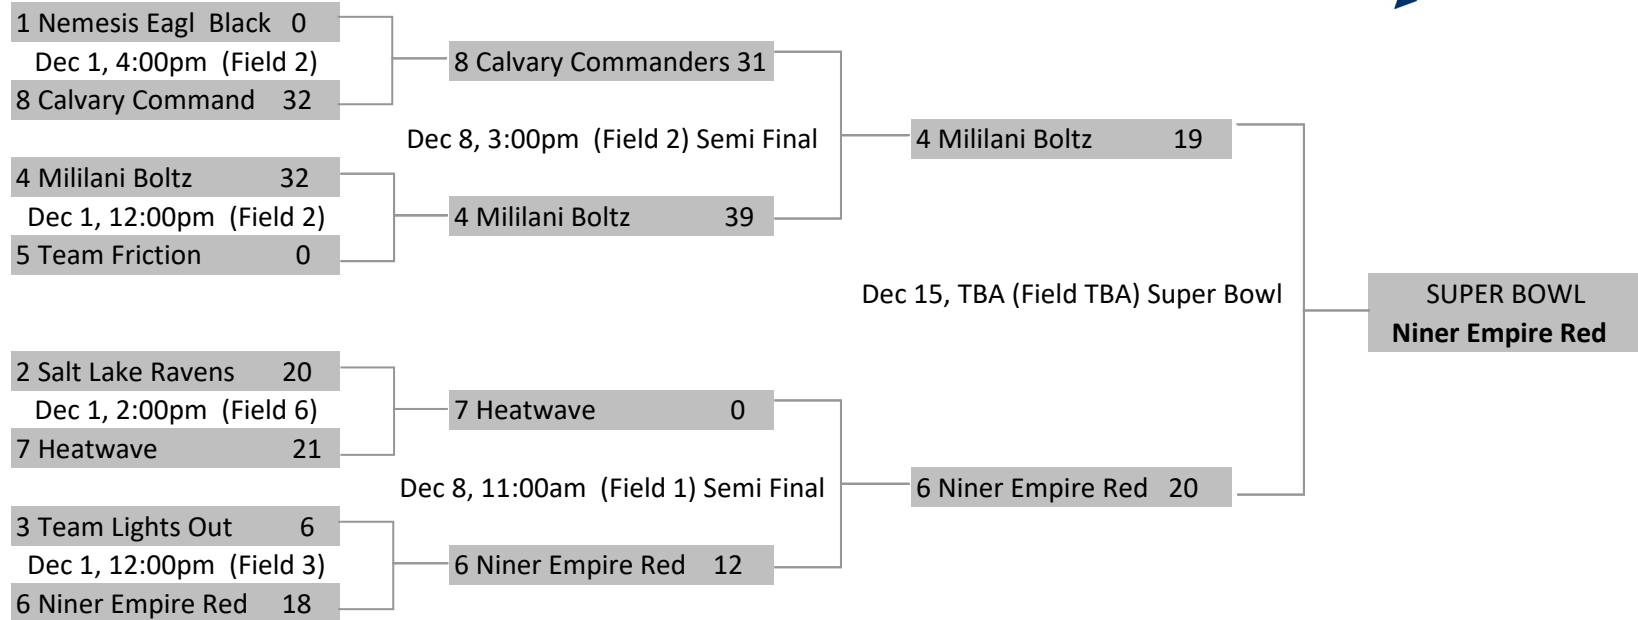 1 Nemesis Eagl  Black 0
Dec 1, 4:00pm (Field 2)
8 Calvary Command 32
8 Calvary Commanders 31
Dec 8, 3:00pm (Field 2) Semi Final
4 Mililani Boltz 32
Dec 1, 12:00pm (Field 2)
5 Team Friction 0
4 Mililani Boltz 39
4 Mililani Boltz 19
Dec 15, TBA (Field TBA) Super Bowl
SUPER BOWL
Niner Empire Red
2 Salt Lake Ravens 20
Dec 1, 2:00pm (Field 6)
7 Heatwave 21
7 Heatwave 0
Dec 8, 11:00am (Field 1) Semi Final
6 Niner Empire Red 20
3 Team Lights Out 6
Dec 1, 12:00pm (Field 3)
6 Niner Empire Red 18
6 Niner Empire Red 12